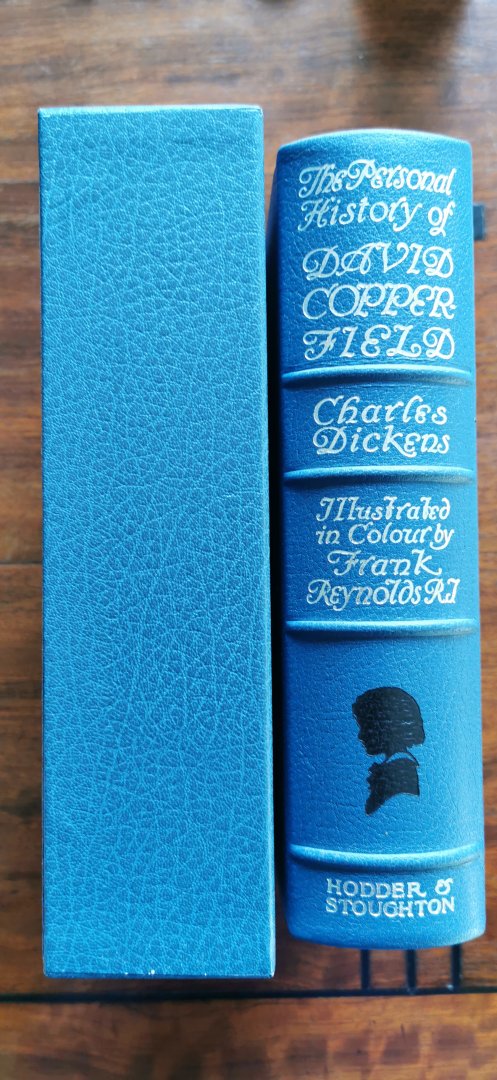 The Personal
History of
DAVID
COPPER
FIELD
Charles
Dickens
Illustrated
in Colour by
Frank
Reynolds R.I
HODDER &
STOUGHTON